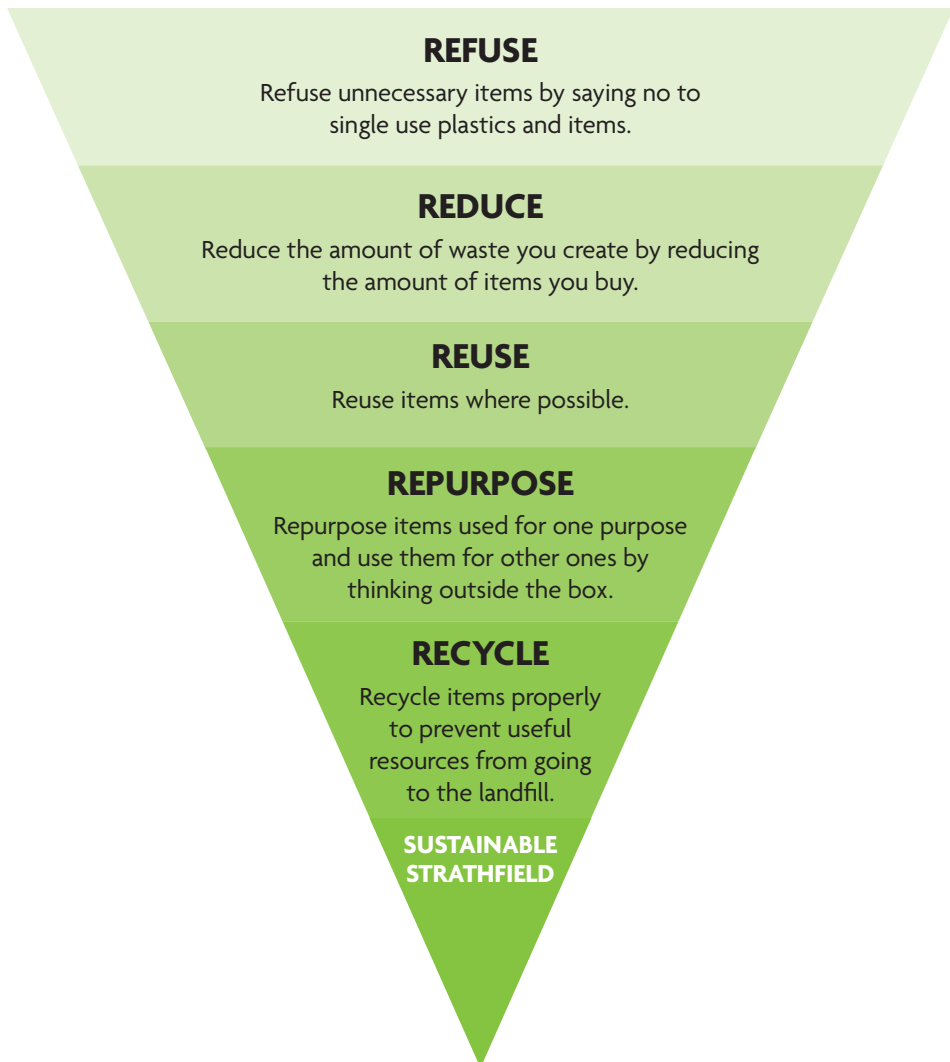 REFUSE
Refuse unnecessary items by saying no to
single use plastics and items.
REDUCE
Reduce the amount of waste you create by reducing
the amount of items you buy.
REUSE
Reuse items where possible.
REPURPOSE
Repurpose items used for one purpose
and use them for other ones by
thinking outside the box.
RECYCLE
Recycle items properly
to prevent useful
resources from going
to the landfill.
SUSTAINABLE
STRATHFIELD